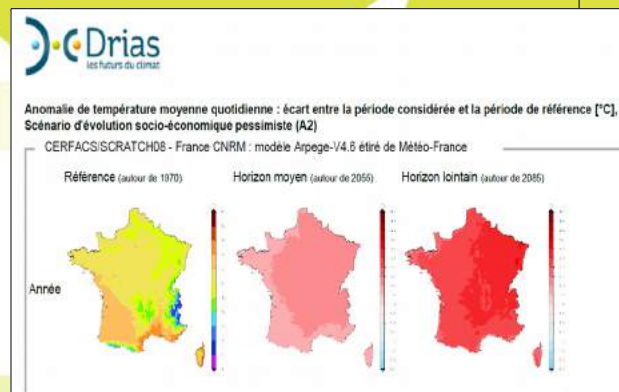 Drias
les futurs du climat
Anomalie de température moyenne quotidienne : écart entre la période considérée et la période de référence [°C],
Scénario d'évolution socio-économique pessimiste (A2)
CERFACS/SCRATCH08 - France CNRM : modèle Arpege-V4.6 étiré de Météo-France
Référence (autour de 1970) Horizon moyen (autour de 2055) Horizon lointain (autour de 2085)
Année